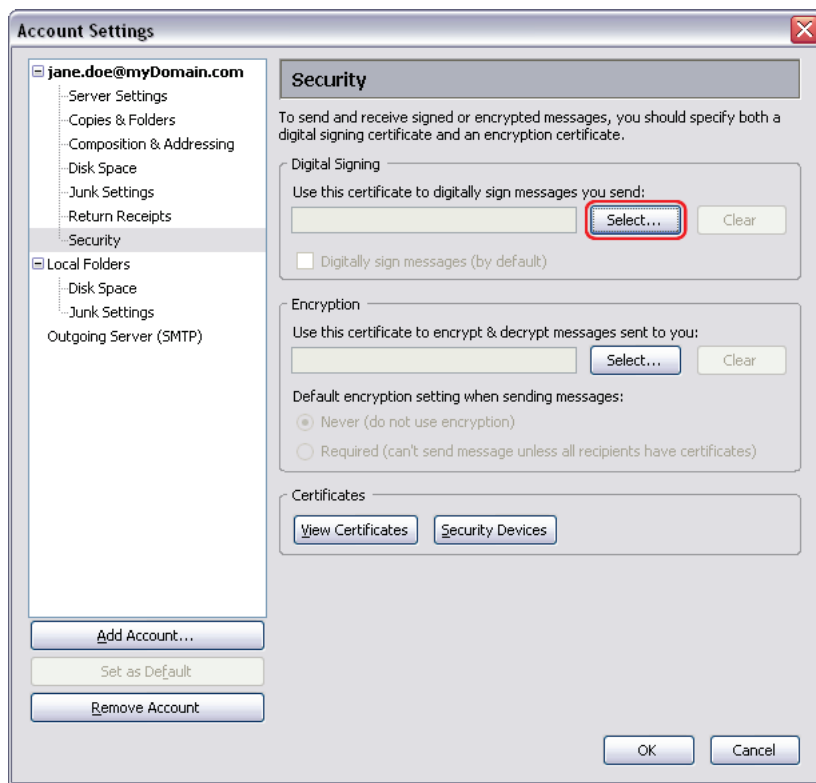 Account Settings
jane.doe@myDomain.com
Server Settings
Copies & Folders
Composition & Addressing
Disk Space
Junk Settings
Return Receipts
Security
Local Folders
Disk Space
Junk Settings
Outgoing Server (SMTP)
Add Account...
Set as Default
Remove Account
Security
To send and receive signed or encrypted messages, you should specify both a
digital signing certificate and an encryption certificate.
Digital Signing
Use this certificate to digitally sign messages you send:
Select... Clear
Digitally sign messages (by default)
Encryption
Use this certificate to encrypt & decrypt messages sent to you:
Select... Clear
Default encryption setting when sending messages:
Never (do not use encryption)
Required (can't send message unless all recipients have certificates)
Certificates
View Certificates Security Devices
OK Cancel